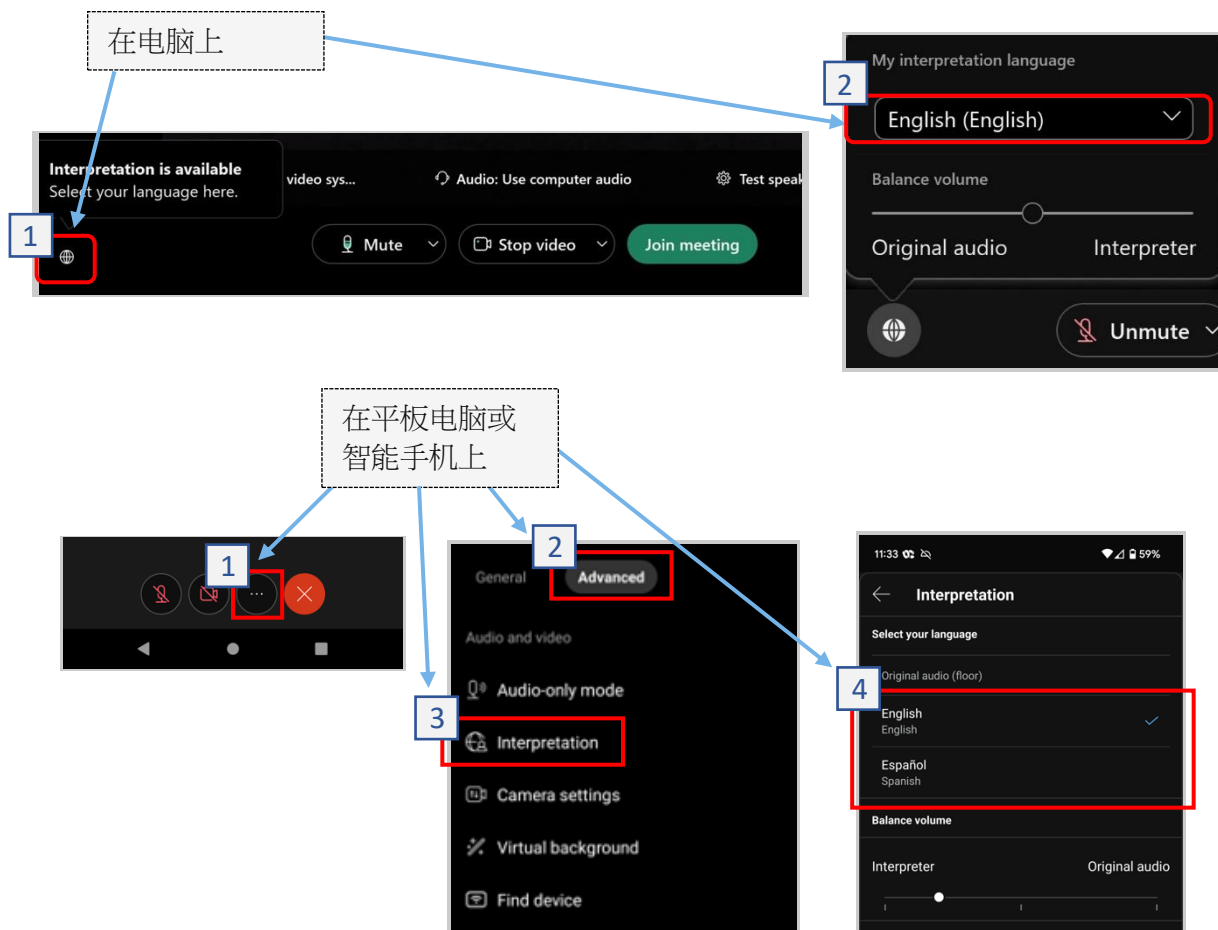 在电脑上
Interpretation is available
Select your language here.
video sys...
Audio: Use computer audio
Test speak
1
Mute
Stop video
Join meeting
2
My interpretation language
English (English)
Balance volume
Original audio
Interpreter
Unmute
在平板电脑或
智能手机上
1
...
2
General
Advanced
Audio and video
Audio-only mode
3
Interpretation
Camera settings
Virtual background
Find device
11:33
59%
Interpretation
Select your language
Original audio (floor)
4
English
English
Español
Spanish
Balance volume
Interpreter
Original audio